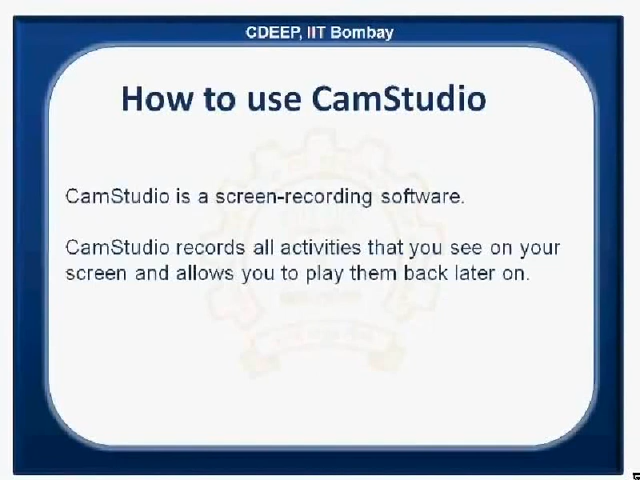 CDEEP, IIT Bombay
How to use CamStudio
CamStudio is a screen-recording software.
CamStudio records all activities that you see on your
screen and allows you to play them back later on.